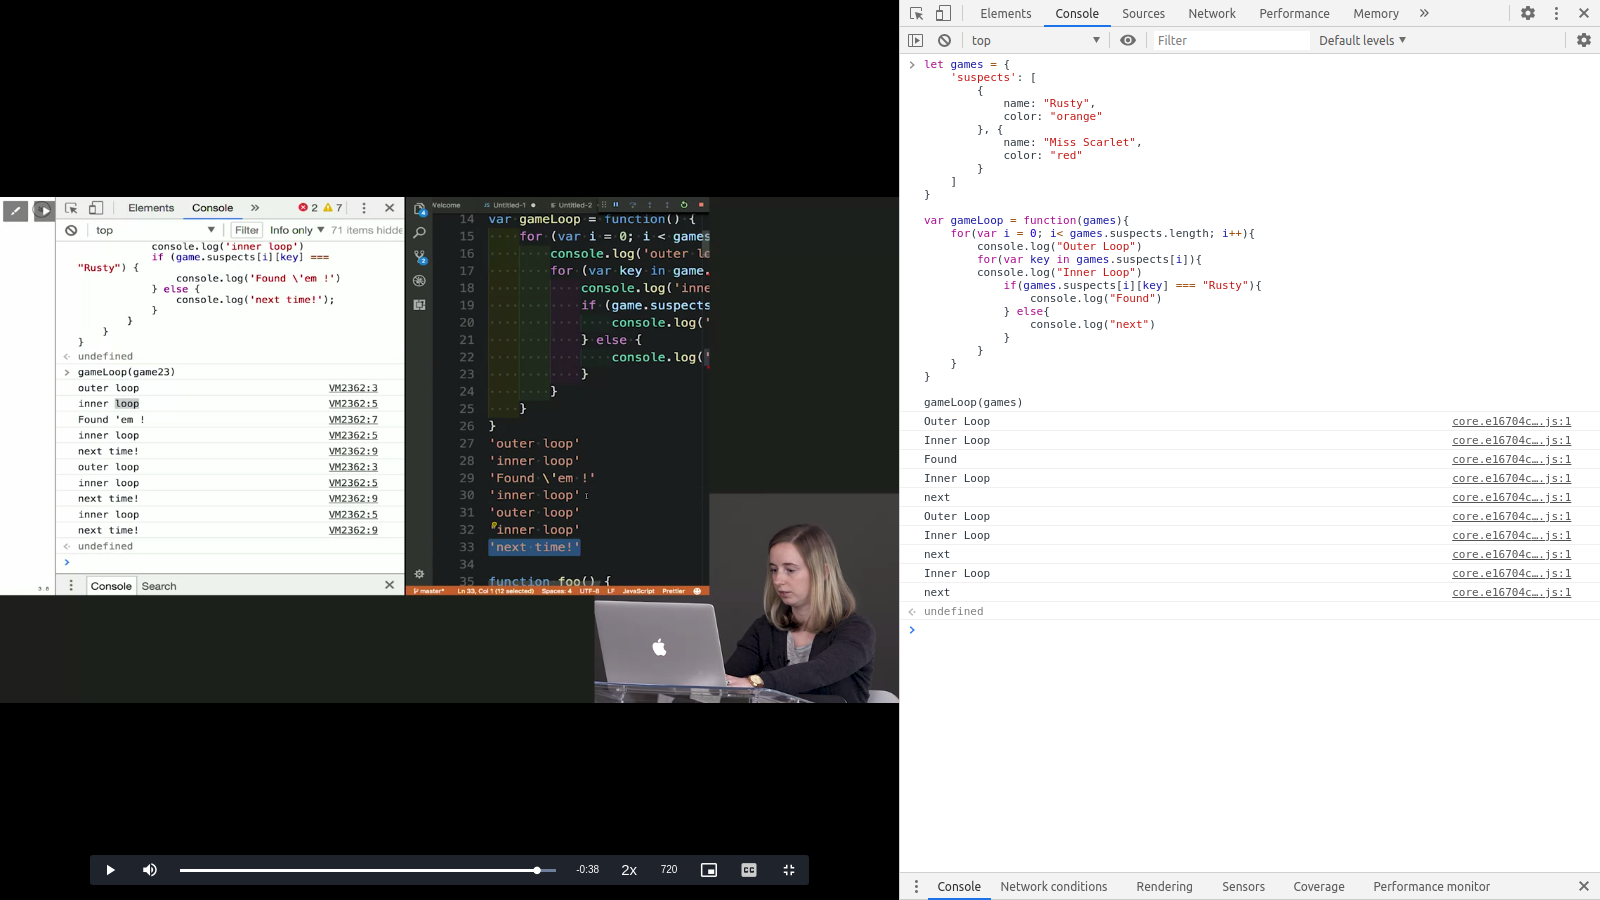 Elements
Console
2
7
top
Filter
Info only
71 items hidde
console.log('inner loop')
if (game.suspects[i][key] ===
"Rusty") {
console.log('Found \'em !')
} else {
console.log('next time!');
}
}
}
}
undefined
gameLoop(game23)
outer loop VM2362:3
inner loop VM2362:5
Found 'em ! VM2362:7
inner loop VM2362:5
next time! VM2362:9
outer loop VM2362:3
inner loop VM2362:5
next time! VM2362:9
inner loop VM2362:5
next time! VM2362:9
undefined
Console Search
Welcome JS Untitled-1 Untitled-2
14 var gameLoop = function() {
15 for (var i = 0; i < games
16 console.log('outer l
17 for (var key in game.
18 console.log('inne
19 if (game.suspects
20 console.log('
21 } else {
22 console.log('
23 }
24 }
25 }
26 }
27 'outer loop'
28 'inner loop'
29 'Found \'em !'
30 'inner loop'
31 'outer loop'
32 'inner loop'
33 'next time!'
34
35 function foo() {
master* Ln 33, Col 1 (12 selected) Spaces: 4 UTF-8 LF JavaScript Prettier
-0:38 2x 720 CC
Elements Console Sources Network Performance Memory
top Filter Default levels
let games = {
'suspects': [
{
name: "Rusty",
color: "orange"
}, {
name: "Miss Scarlet",
color: "red"
}
]
}
var gameLoop = function(games){
for(var i = 0; i< games.suspects.length; i++){
console.log("Outer Loop")
for(var key in games.suspects[i]){
console.log("Inner Loop")
if(games.suspects[i][key] === "Rusty"){
console.log("Found")
} else{
console.log("next")
}
}
}
}
gameLoop(games)
Outer Loop core.e16704c….js:1
Inner Loop core.e16704c….js:1
Found core.e16704c….js:1
Inner Loop core.e16704c….js:1
next core.e16704c….js:1
Outer Loop core.e16704c….js:1
Inner Loop core.e16704c….js:1
next core.e16704c….js:1
Inner Loop core.e16704c….js:1
next core.e16704c….js:1
undefined
Console Network conditions Rendering Sensors Coverage Performance monitor